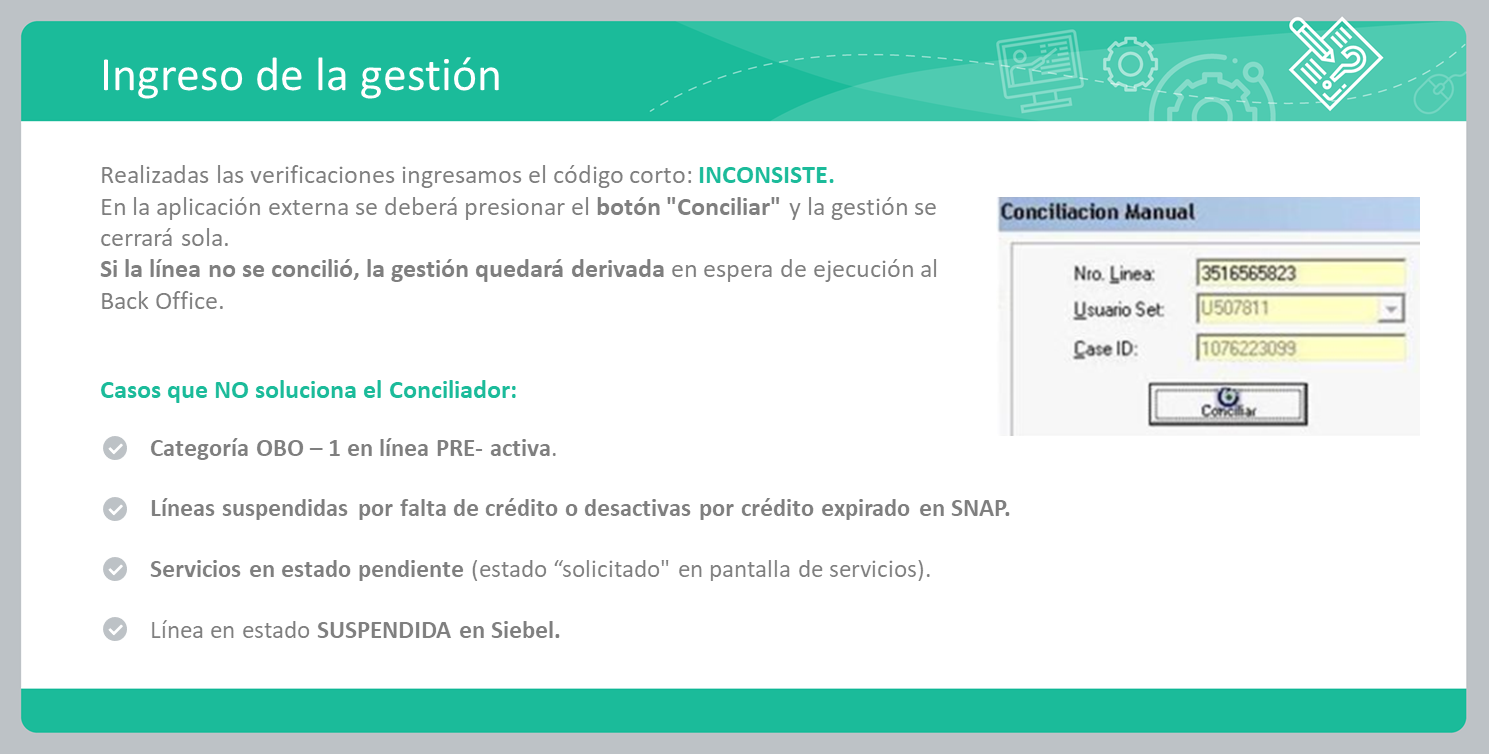 Ingreso de la gestión
Realizadas las verificaciones ingresamos el código corto: INCONSISTE.
En la aplicación externa se deberá presionar el botón "Conciliar" y la gestión se
cerrará sola.
Si la línea no se concilió, la gestión quedará derivada en espera de ejecución al
Back Office.
Conciliacion Manual
Nro. Linea: 3516565823
Usuario Set: U507811
Case ID: 1076223099
Conciliar
Casos que NO soluciona el Conciliador:
Categoría OBO – 1 en línea PRE- activa.
Líneas suspendidas por falta de crédito o desactivas por crédito expirado en SNAP.
Servicios en estado pendiente (estado “solicitado" en pantalla de servicios).
Línea en estado SUSPENDIDA en Siebel.